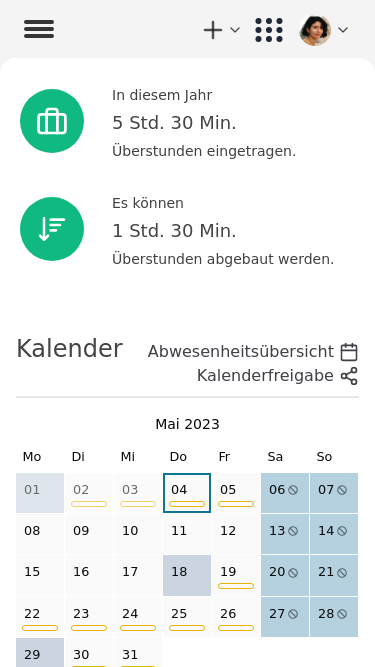 In diesem Jahr
5 Std. 30 Min.
Überstunden eingetragen.
Es können
1 Std. 30 Min.
Überstunden abgebaut werden.
Kalender
Abwesenheitsübersicht
Kalenderfreigabe
Mai 2023
Mo Di Mi Do Fr Sa So
01 02 03 04 05 06 07
08 09 10 11 12 13 14
15 16 17 18 19 20 21
22 23 24 25 26 27 28
29 30 31